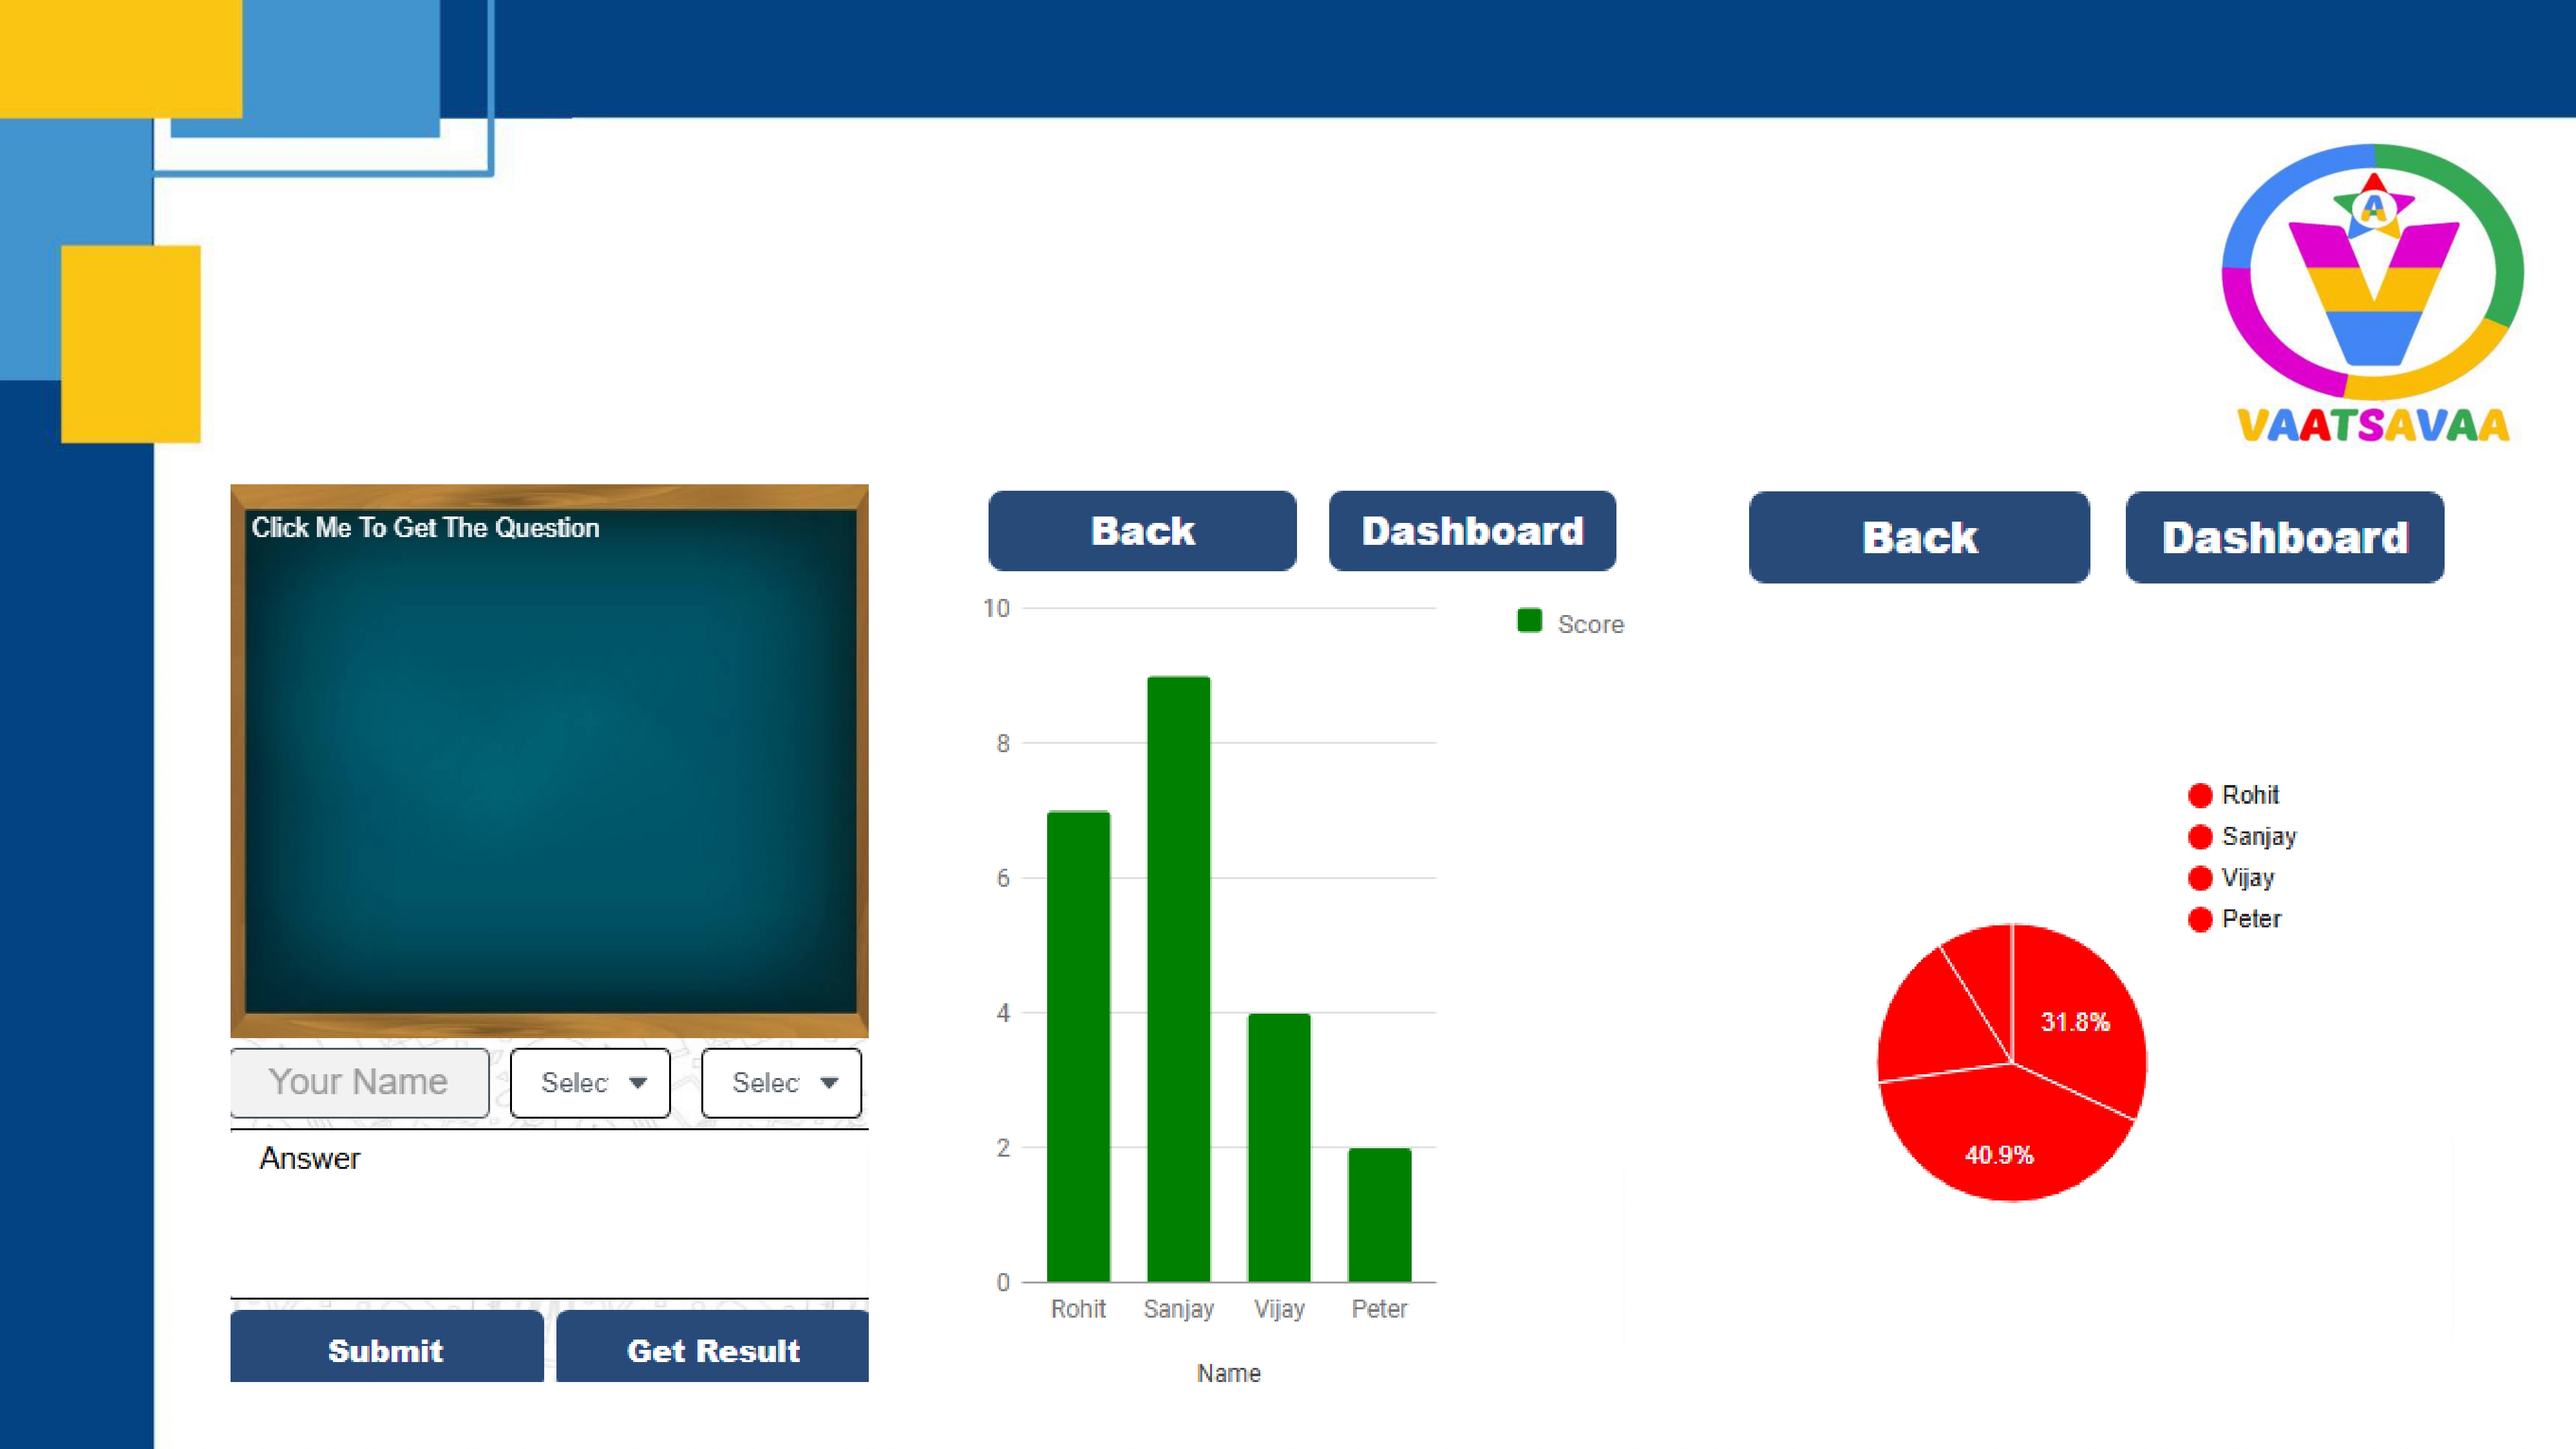 A
VAATSAVAA
Click Me To Get The Question
Your Name
Selec
Selec
Answer
Submit
Get Result
Back
Dashboard
10
8
6
4
2
0
Score
Rohit
Sanjay
Vijay
Peter
Name
Back
Dashboard
Rohit
Sanjay
Vijay
Peter
31.8%
40.9%